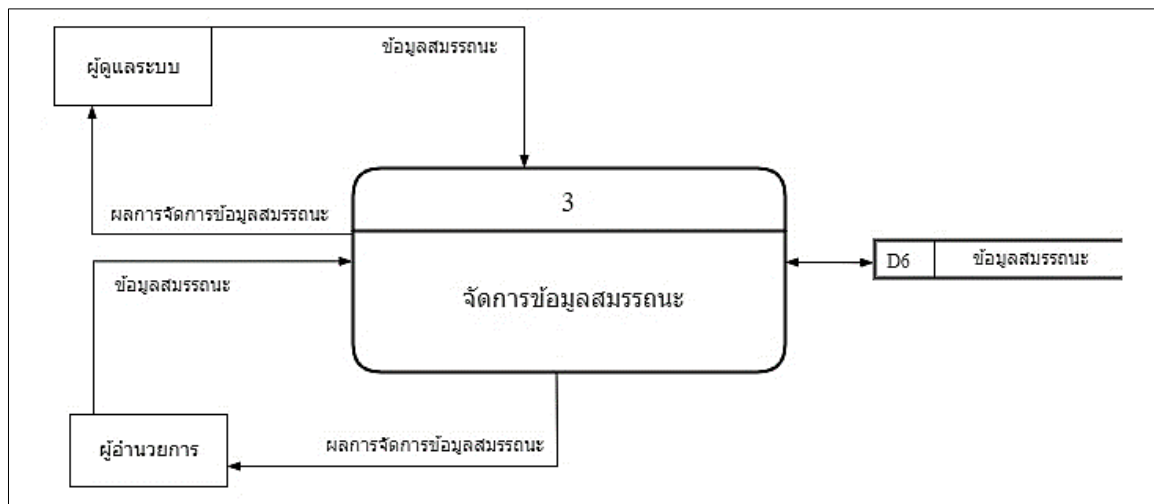 ผู้ดูแลระบบ
ข้อมูลสมรรถนะ
ผลการจัดการข้อมูลสมรรถนะ
3
จัดการข้อมูลสมรรถนะ
D6 ข้อมูลสมรรถนะ
ข้อมูลสมรรถนะ
ผู้อำนวยการ
ผลการจัดการข้อมูลสมรรถนะ